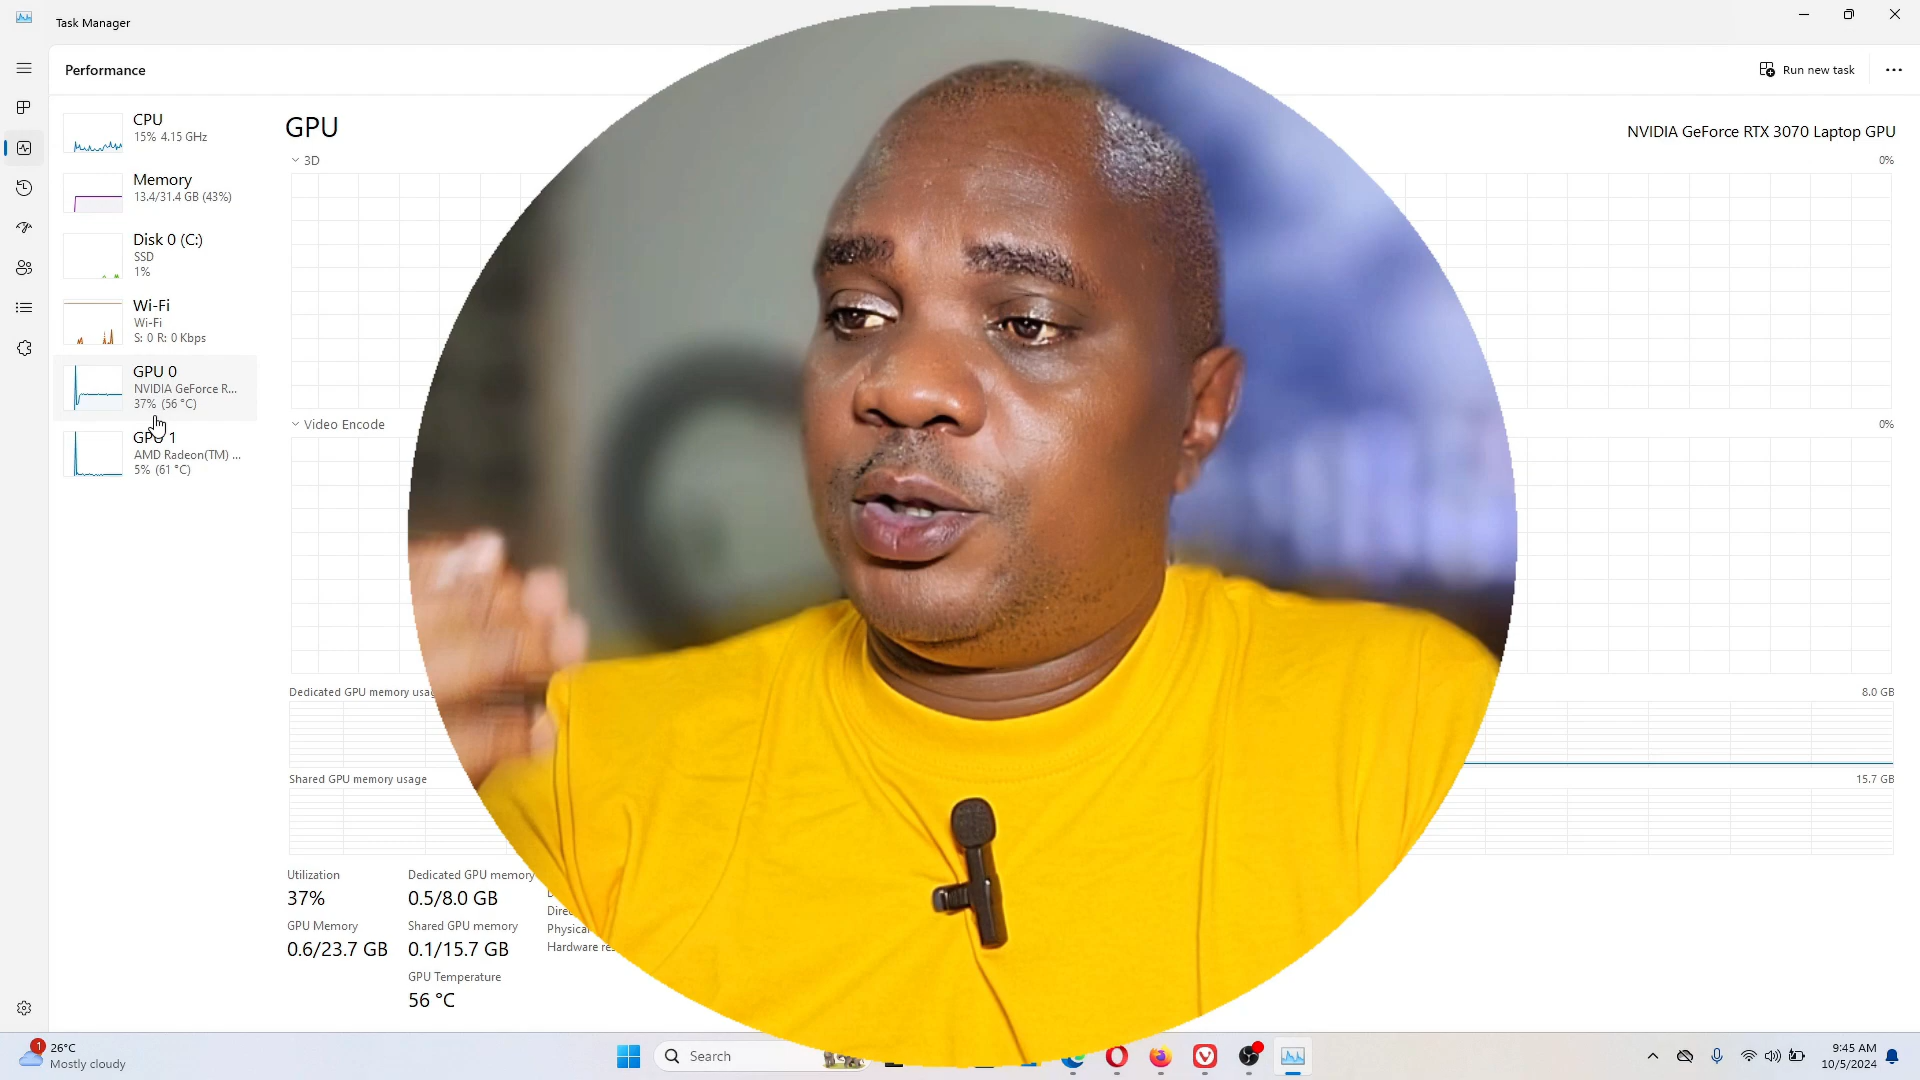 Task Manager
Performance
Run new task
CPU
15% 4.15 GHz
Memory
13.4/31.4 GB (43%)
Disk 0 (C:)
SSD
1%
Wi-Fi
Wi-Fi
S: 0 R: 0 Kbps
GPU 0
NVIDIA GeForce R...
37% (56 °C)
GPU 1
AMD Radeon(TM) ...
5% (61 °C)
GPU
NVIDIA GeForce RTX 3070 Laptop GPU
3D
0%
Video Encode
0%
Dedicated GPU memory
8.0 GB
Shared GPU memory usage
15.7 GB
Utilization
37%
Dedicated GPU memory
0.5/8.0 GB
GPU Memory
0.6/23.7 GB
Shared GPU memory
0.1/15.7 GB
GPU Temperature
56 °C
Physical
Hardware
1
26°C
Mostly cloudy
Search
9:45 AM
10/5/2024